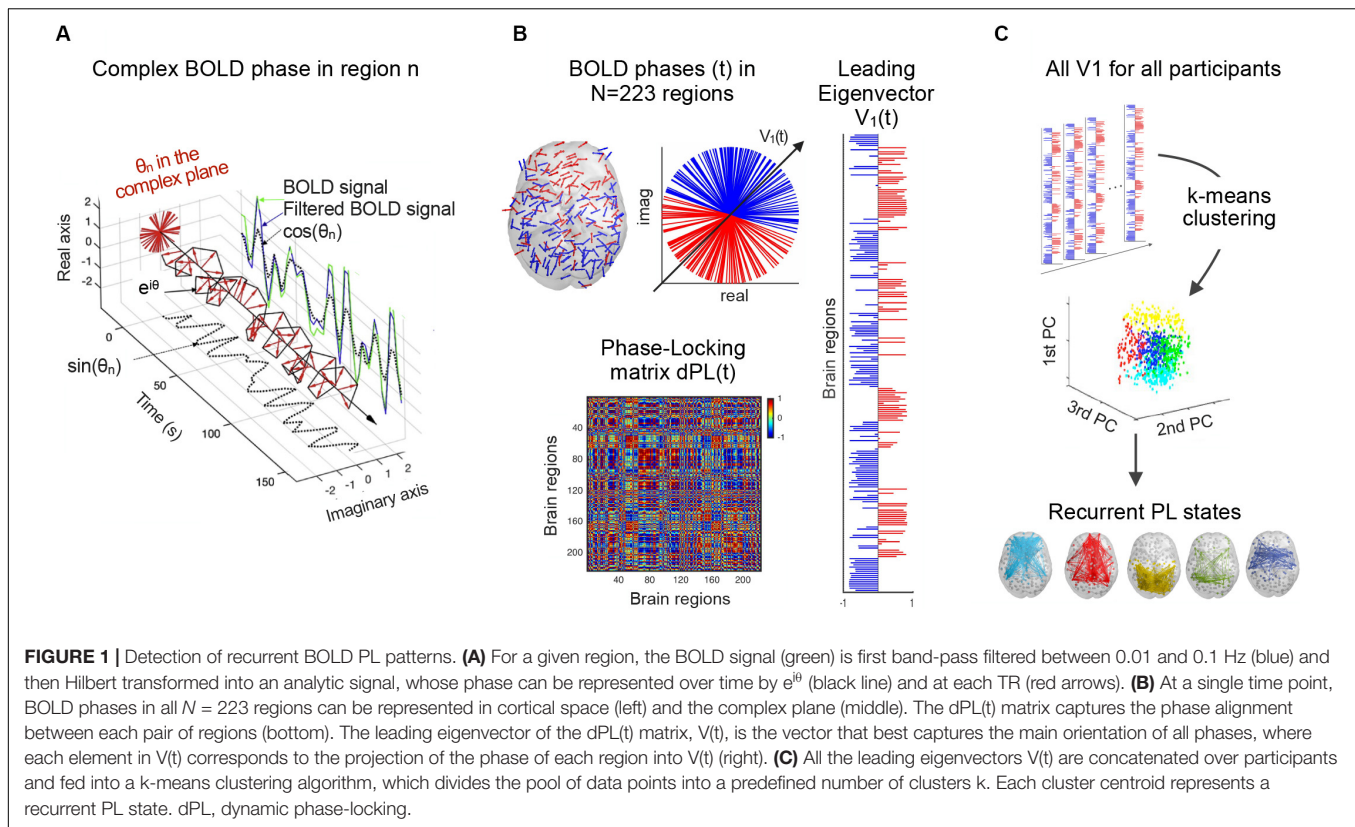 A
Complex BOLD phase in region n
θn in the
complex plane
BOLD signal
Filtered BOLD signal
cos(θn)
Real axis
2
1
0
-1
-2
e^iθ
sin(θn)
0
50
100
150
Time (s)
-2
-1
0
1
2
Imaginary axis
B
BOLD phases (t) in
N=223 regions
V1(t)
imag
real
Phase-Locking
matrix dPL(t)
1
0
-1
Brain regions
40
80
120
160
200
40 80 120 160 200
Brain regions
Leading
Eigenvector
V1(t)
Brain regions
-1 1
C
All V1 for all participants
...
k-means
clustering
1st PC
3rd PC
2nd PC
Recurrent PL states
FIGURE 1 | Detection of recurrent BOLD PL patterns. (A) For a given region, the BOLD signal (green) is first band-pass filtered between 0.01 and 0.1 Hz (blue) and
then Hilbert transformed into an analytic signal, whose phase can be represented over time by e^iθ (black line) and at each TR (red arrows). (B) At a single time point,
BOLD phases in all N = 223 regions can be represented in cortical space (left) and the complex plane (middle). The dPL(t) matrix captures the phase alignment
between each pair of regions (bottom). The leading eigenvector of the dPL(t) matrix, V(t), is the vector that best captures the main orientation of all phases, where
each element in V(t) corresponds to the projection of the phase of each region into V(t) (right). (C) All the leading eigenvectors V(t) are concatenated over participants
and fed into a k-means clustering algorithm, which divides the pool of data points into a predefined number of clusters k. Each cluster centroid represents a
recurrent PL state. dPL, dynamic phase-locking.